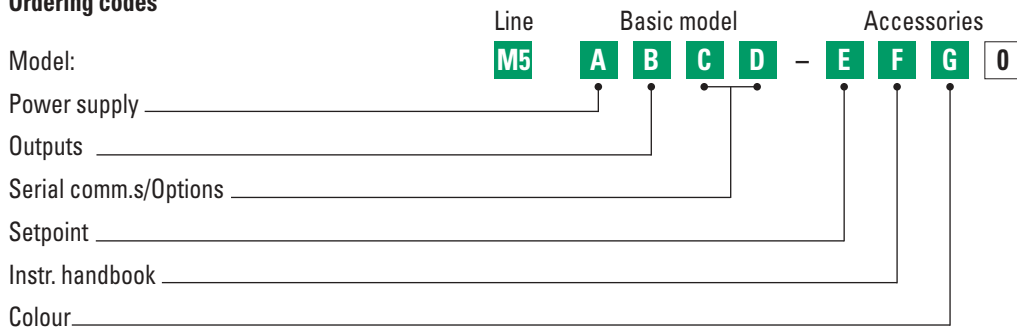 Ordering codes
Line Basic model Accessories
Model: M5 A B C D – E F G 0
Power supply
Outputs
Serial comm.s/Options
Setpoint
Instr. handbook
Colour